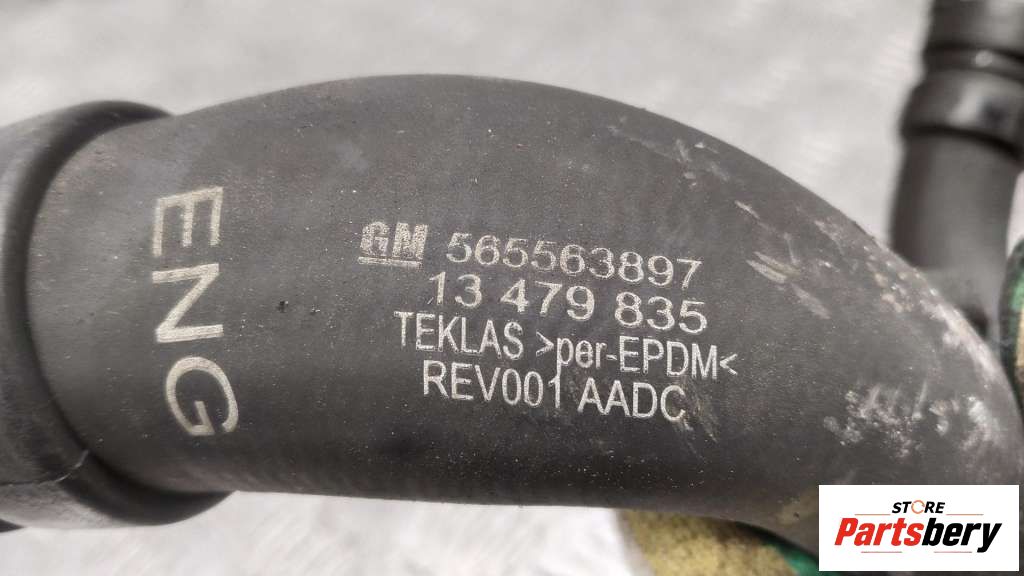 ENG
GM 565563897
13 479 835
TEKLAS >per-EPDM<
REV001 AADC
STORE
Partsbery